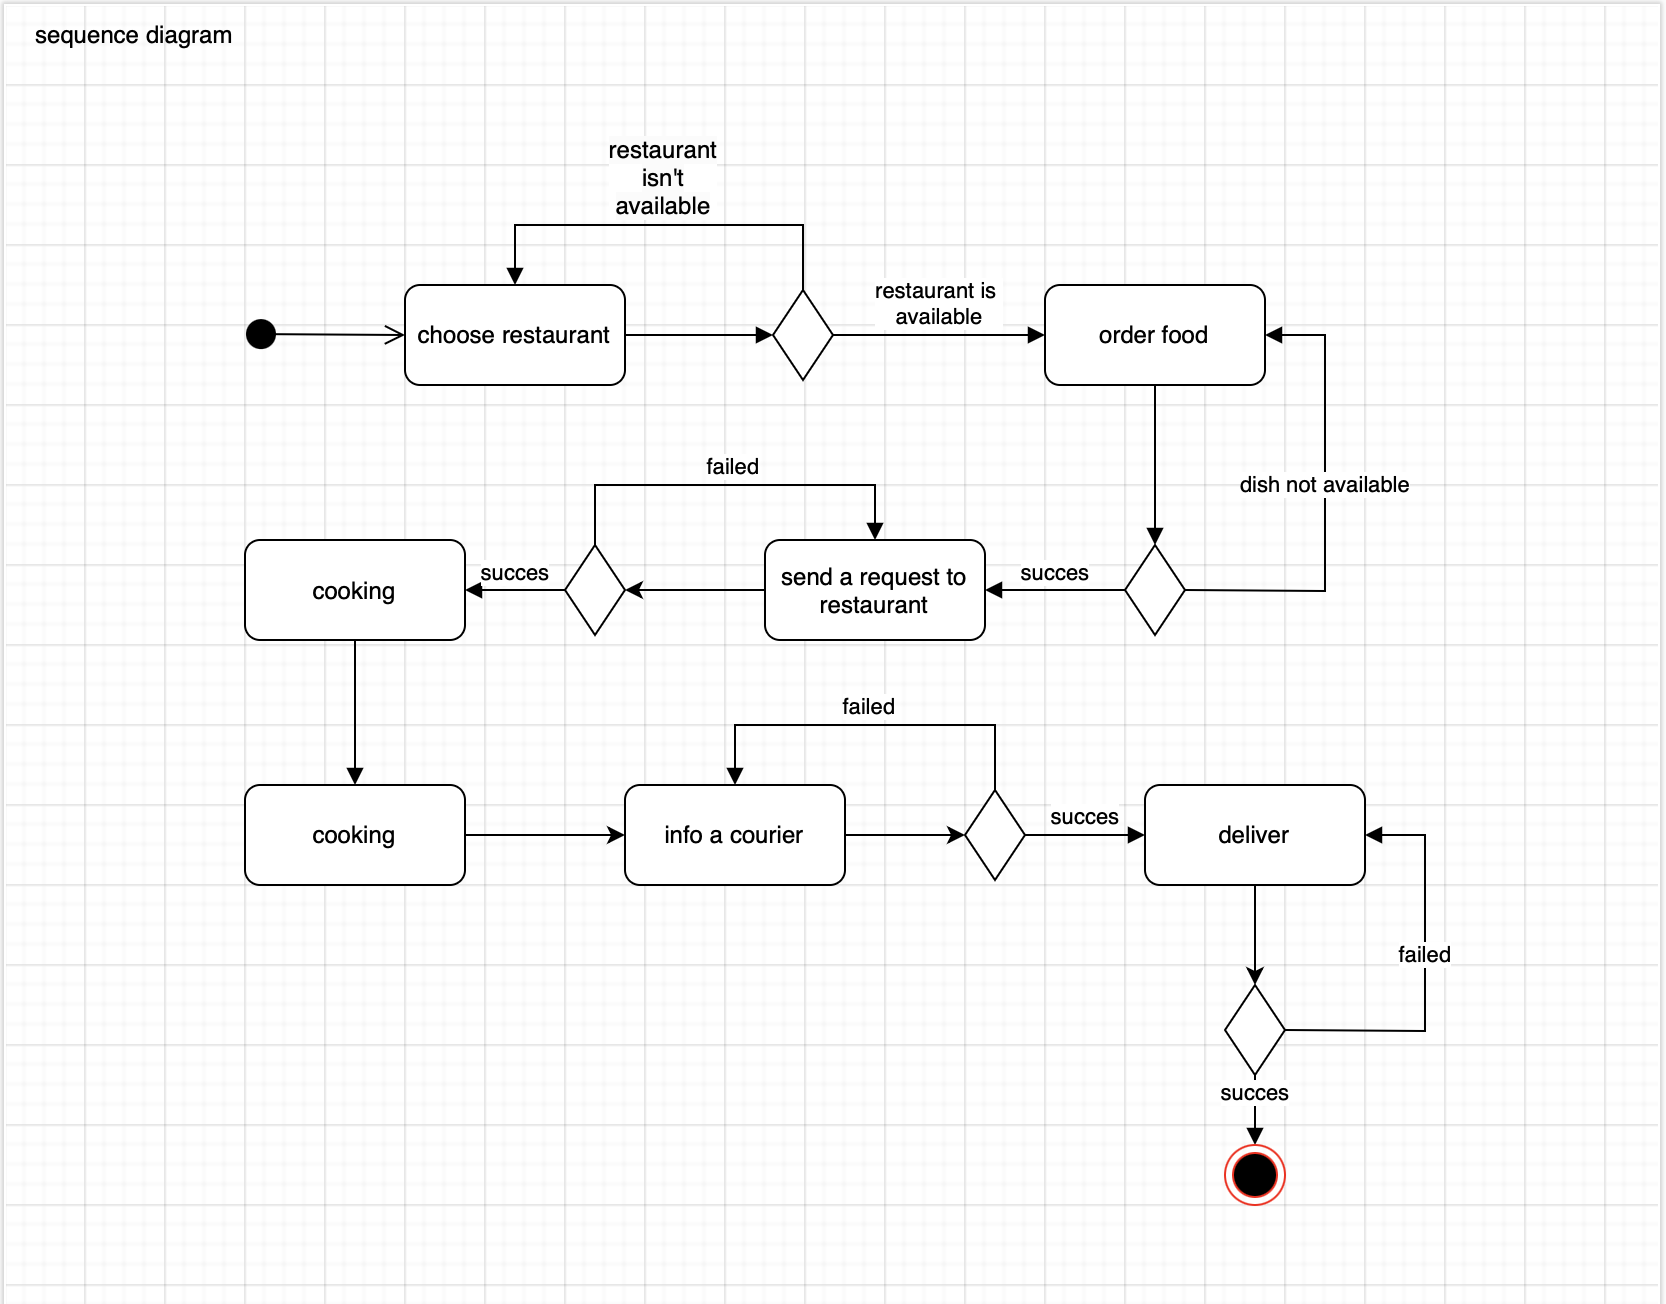 sequence diagram
restaurant
isn't
available
choose restaurant
restaurant is
available
order food
failed
dish not available
cooking
succes
send a request to
restaurant
succes
failed
cooking
info a courier
succes
deliver
failed
succes